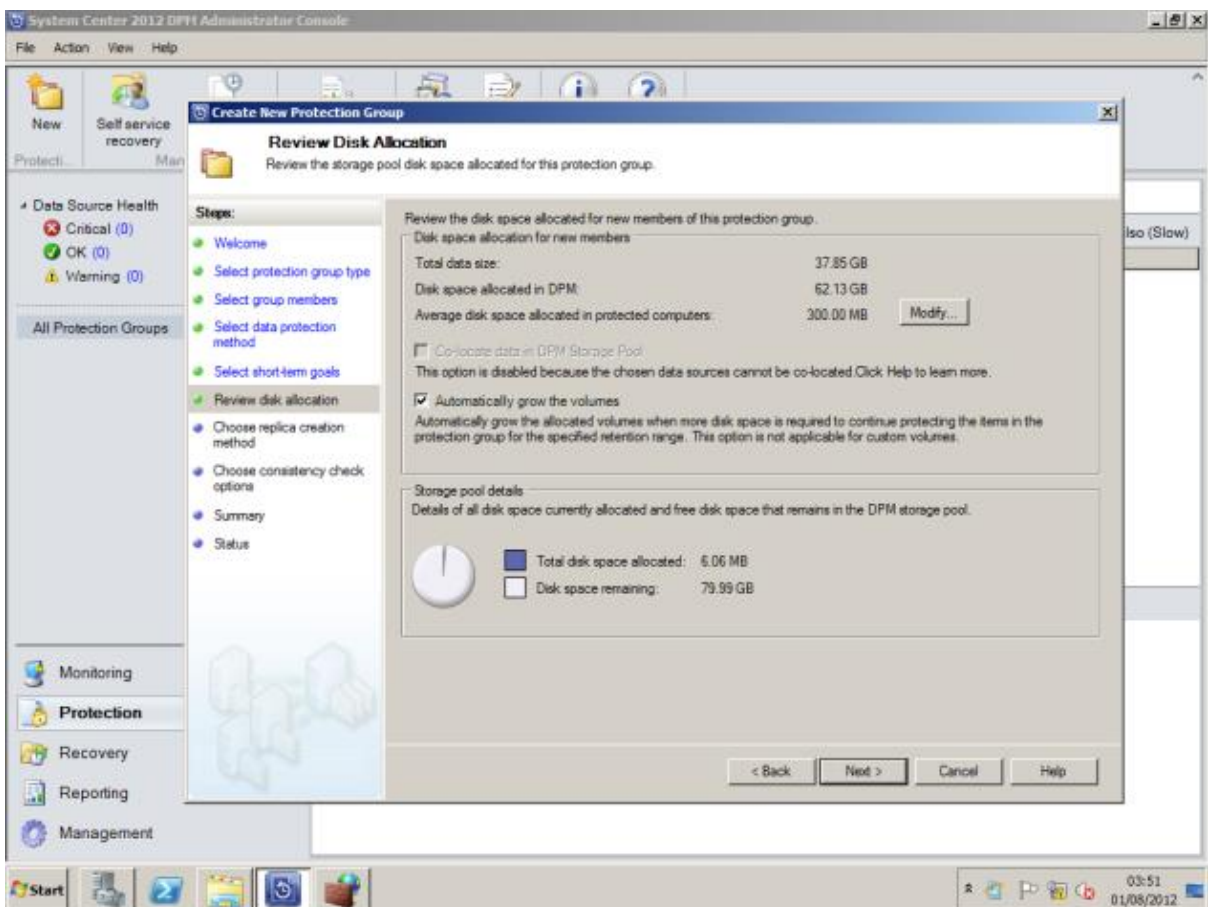 System Center 2012 DPM Administrator Console
File Action View Help
New
Self service recovery
Protecti...
Man
Create New Protection Group
Review Disk Allocation
Review the storage pool disk space allocated for this protection group.
Data Source Health
Critical (0)
OK (0)
Warning (0)
All Protection Groups
Steps:
Welcome
Select protection group type
Select group members
Select data protection
method
Select short-term goals
Review disk allocation
Choose replica creation
method
Choose consistency check
options
Summary
Status
Review the disk space allocated for new members of this protection group.
Disk space allocation for new members
Total data size: 37.85 GB
Disk space allocated in DPM: 62.13 GB
Average disk space allocated in protected computers: 300.00 MB Modify...
Co-locate data in DPM Storage Pool
This option is disabled because the chosen data sources cannot be co-located.Click Help to learn more.
Automatically grow the volumes
Automatically grow the allocated volumes when more disk space is required to continue protecting the items in the
protection group for the specified retention range. This option is not applicable for custom volumes.
Storage pool details
Details of all disk space currently allocated and free disk space that remains in the DPM storage pool.
Total disk space allocated: 6.06 MB
Disk space remaining: 79.99 GB
< Back Next > Cancel Help
lso (Slow)
Monitoring
Protection
Recovery
Reporting
Management
Start
03:51
01/08/2012